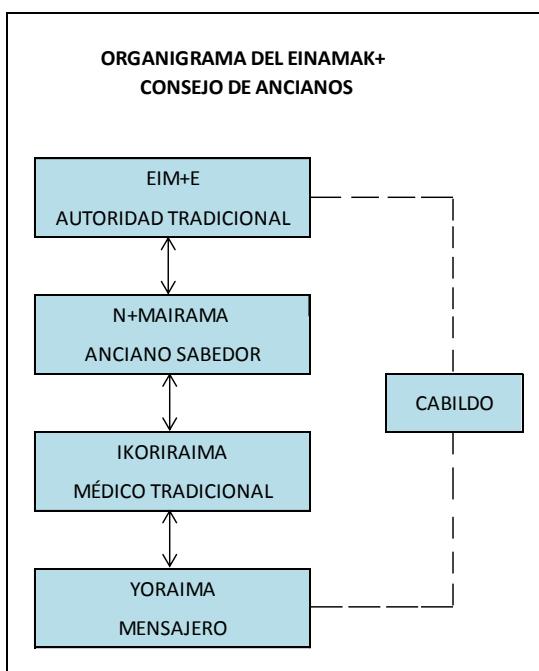 ORGANIGRAMA DEL EINAMAK+
CONSEJO DE ANCIANOS
EIM+E
AUTORIDAD TRADICIONAL
N+MAIRAMA
ANCIANO SABEDOR
CABILDO
IKORIRAIMA
MÉDICO TRADICIONAL
YORAIMA
MENSAJERO